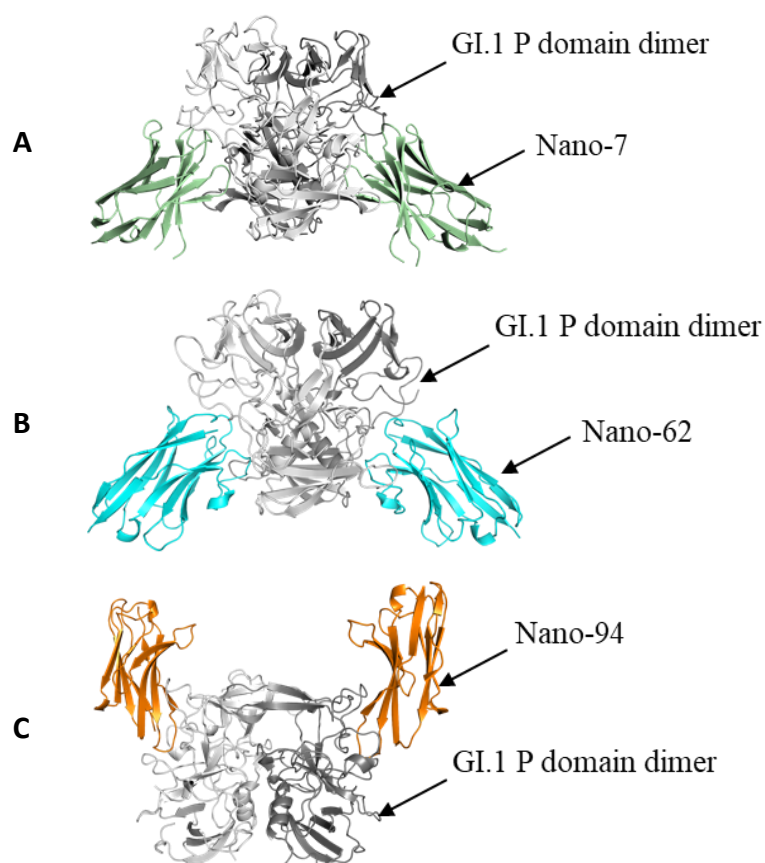 GI.1 P domain dimer
A
Nano-7
GI.1 P domain dimer
B
Nano-62
Nano-94
C
GI.1 P domain dimer